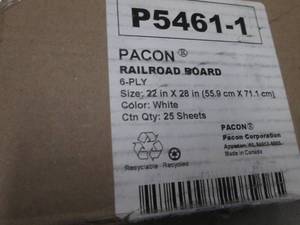 P5461-1
PACON®
RAILROAD BOARD
6-PLY
Size: 22 in X 28 in (55.9 cm X 71.1 cm)
Color: White
Ctn Qty: 25 Sheets
PACON®
Pacon Corporation
Appleton,
Made in Canada
Recyclable Recycled